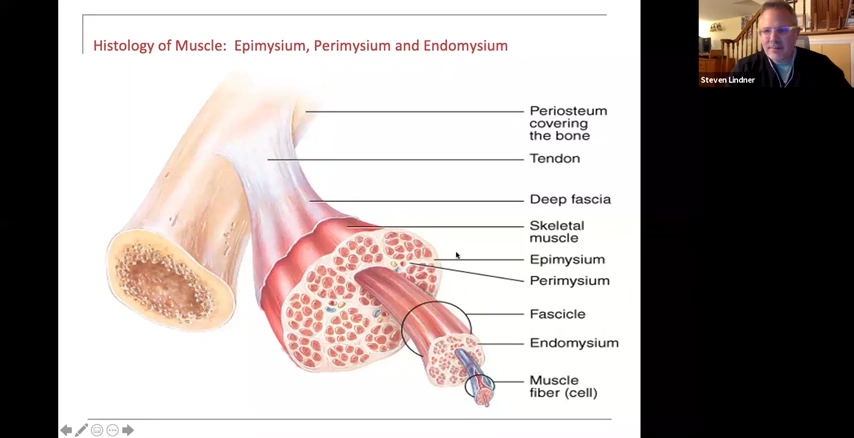 Histology of Muscle: Epimysium, Perimysium and Endomysium
Steven Lindner
Periosteum
covering
the bone
Tendon
Deep fascia
Skeletal
muscle
Epimysium
Perimysium
Fascicle
Endomysium
Muscle
fiber (cell)